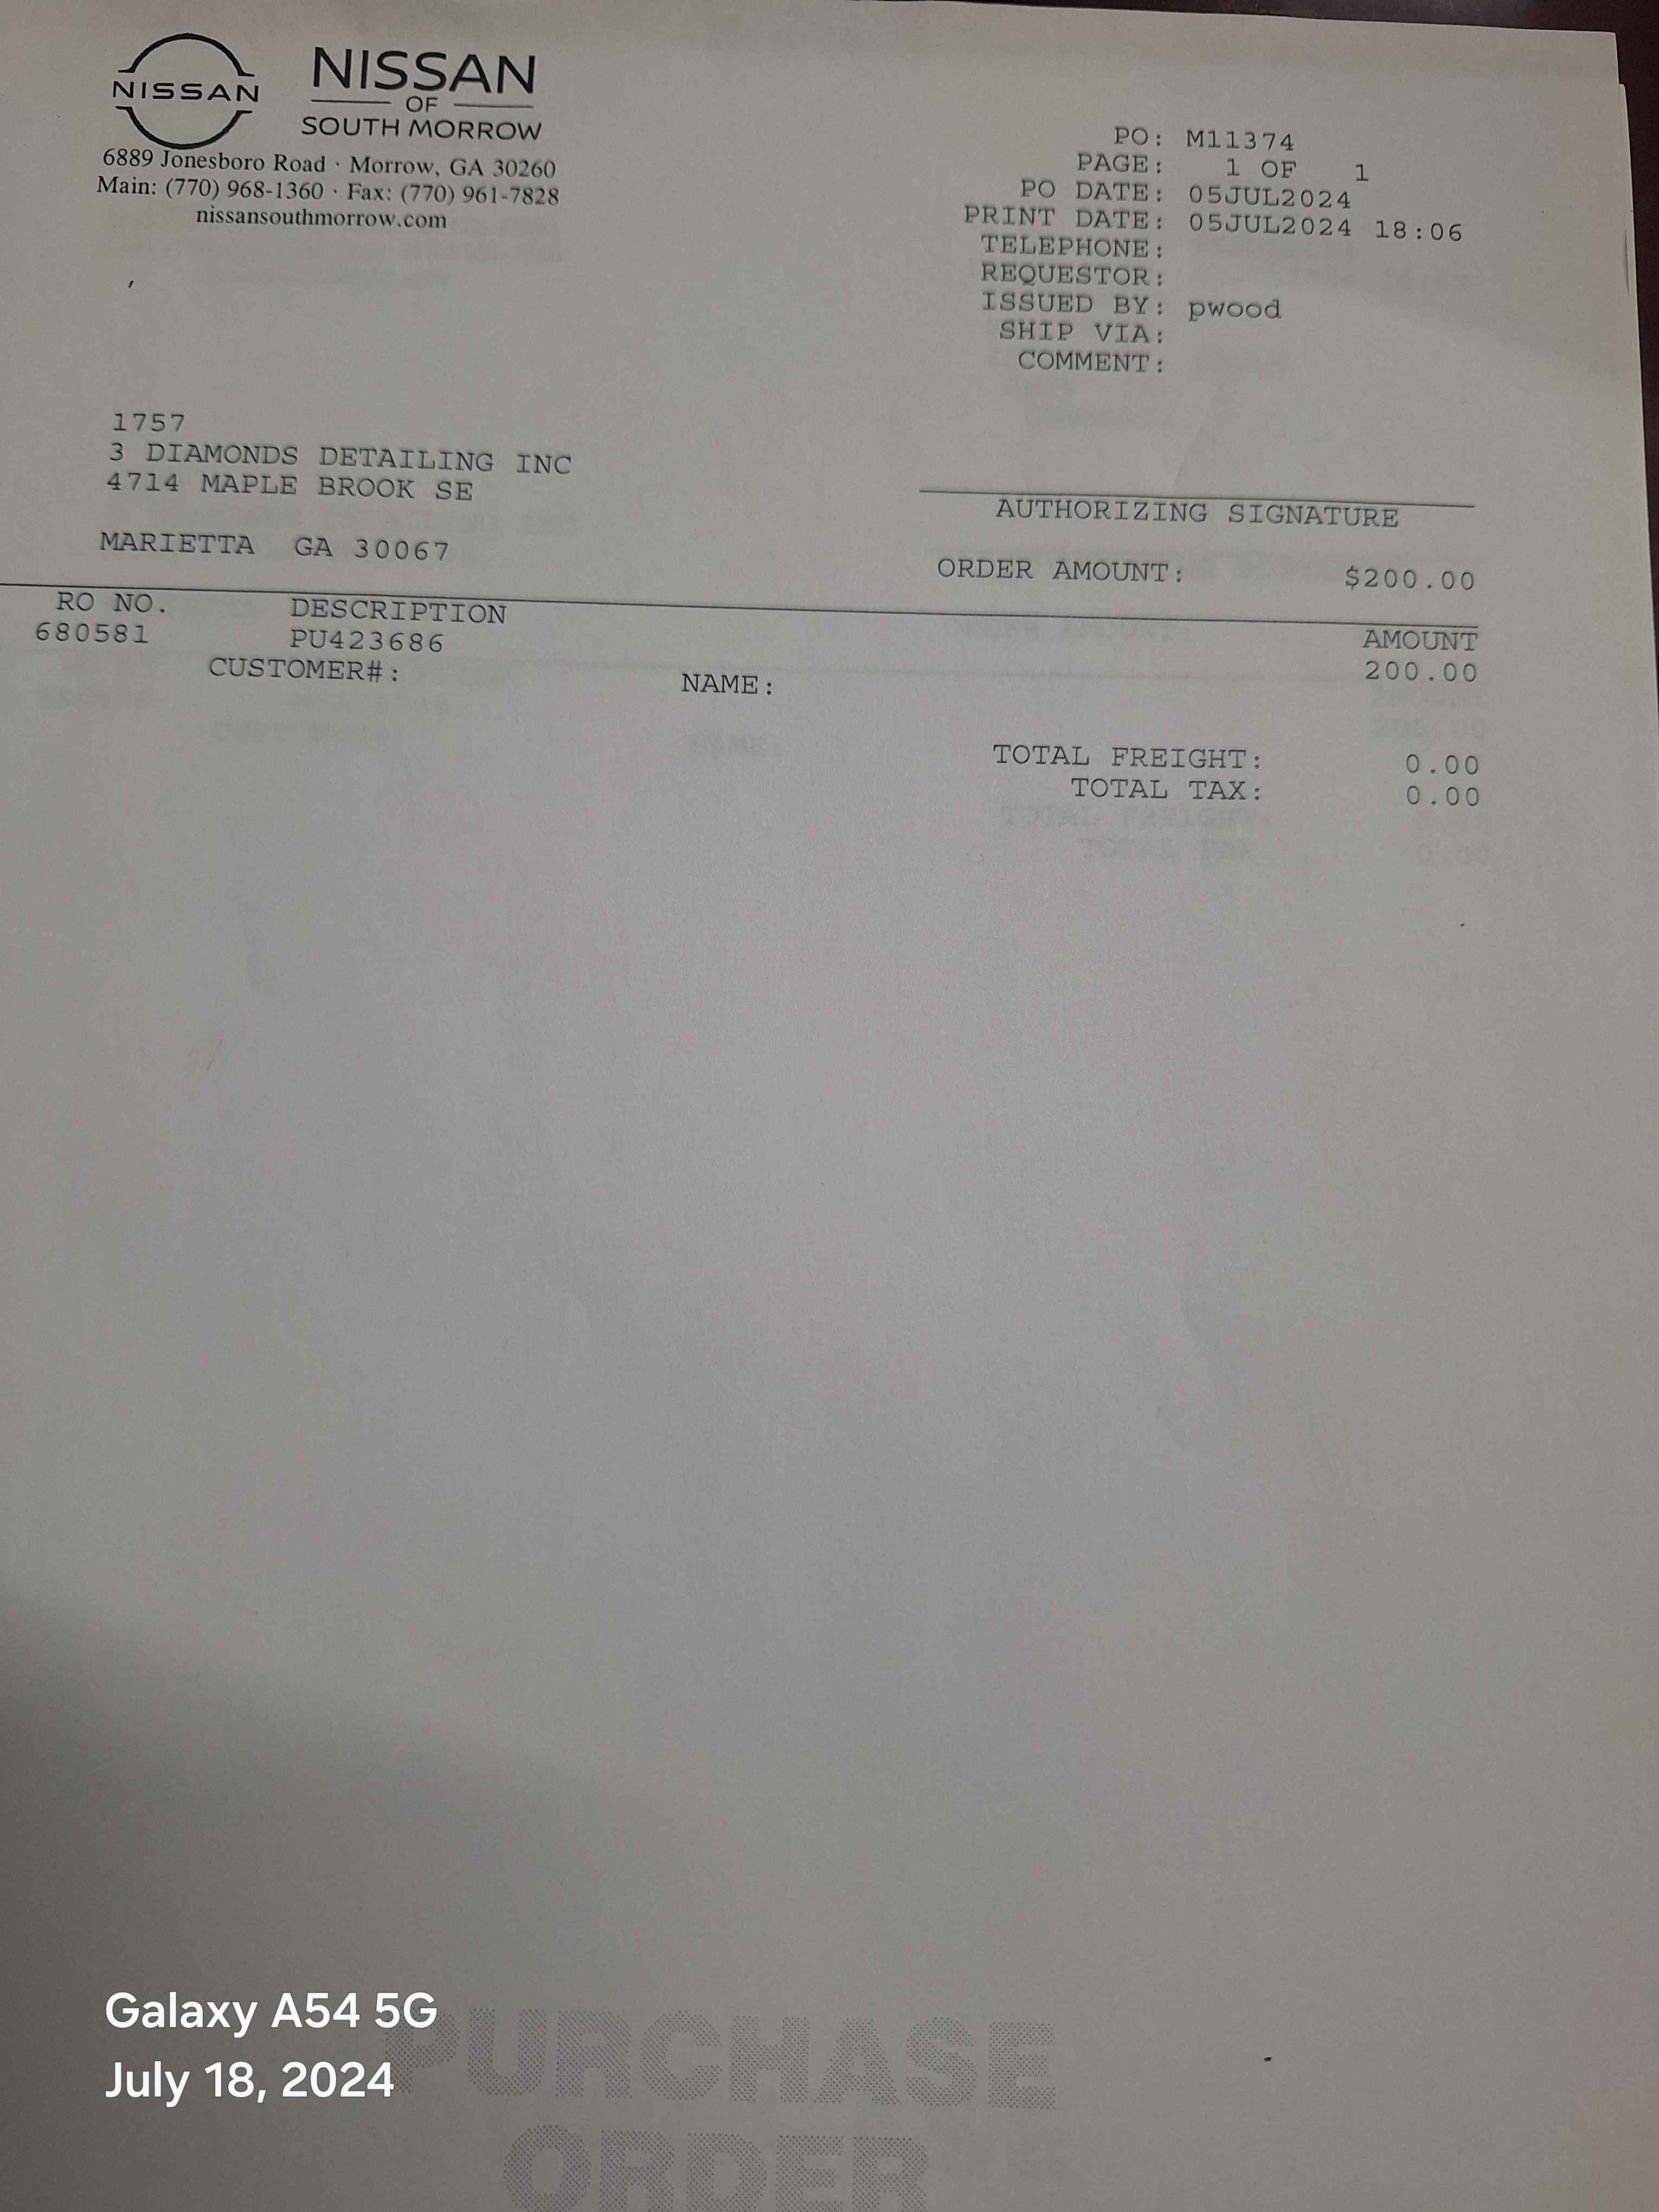 NISSAN
NISSAN
OF
SOUTH MORROW
6889 Jonesboro Road · Morrow, GA 30260
Main: (770) 968-1360 · Fax: (770) 961-7828
nissansouthmorrow.com
PO: M11374
PAGE: 1 OF 1
PO DATE: 05JUL2024
PRINT DATE: 05JUL2024 18:06
TELEPHONE:
REQUESTOR:
ISSUED BY: pwood
SHIP VIA:
COMMENT:
1757
3 DIAMONDS DETAILING INC
4714 MAPLE BROOK SE
MARIETTA GA 30067
AUTHORIZING SIGNATURE
ORDER AMOUNT: $200.00
RO NO. DESCRIPTION AMOUNT
680581 PU423686 200.00
CUSTOMER#: NAME:
TOTAL FREIGHT: 0.00
TOTAL TAX: 0.00
Galaxy A54 5G
July 18, 2024
PURCHASE
ORDER